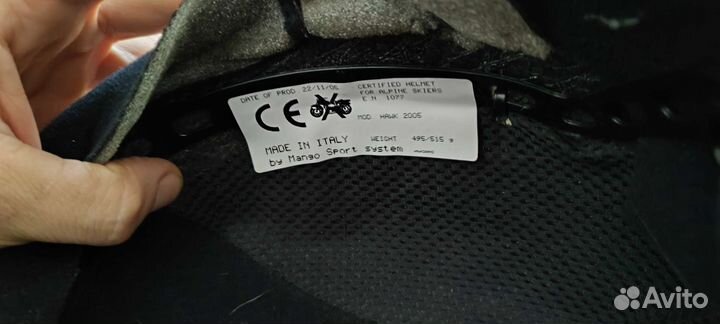 DATE OF PROD. 22/11/06
CERTIFIED HELMET
FOR ALPINE SKIERS
E.N. 1077
CE
MOD. HAWK 2005
MADE IN ITALY
WEIGHT 495/515 g
by Mango Sport system
Avito